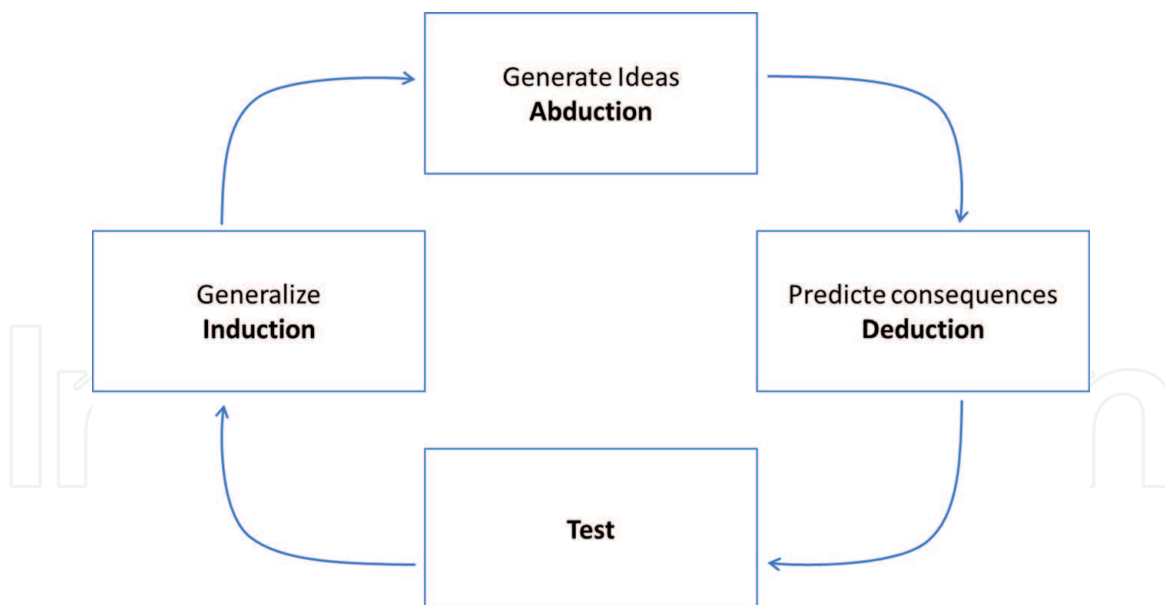 Generate Ideas
Abduction
Generalize
Induction
Predicte consequences
Deduction
Test